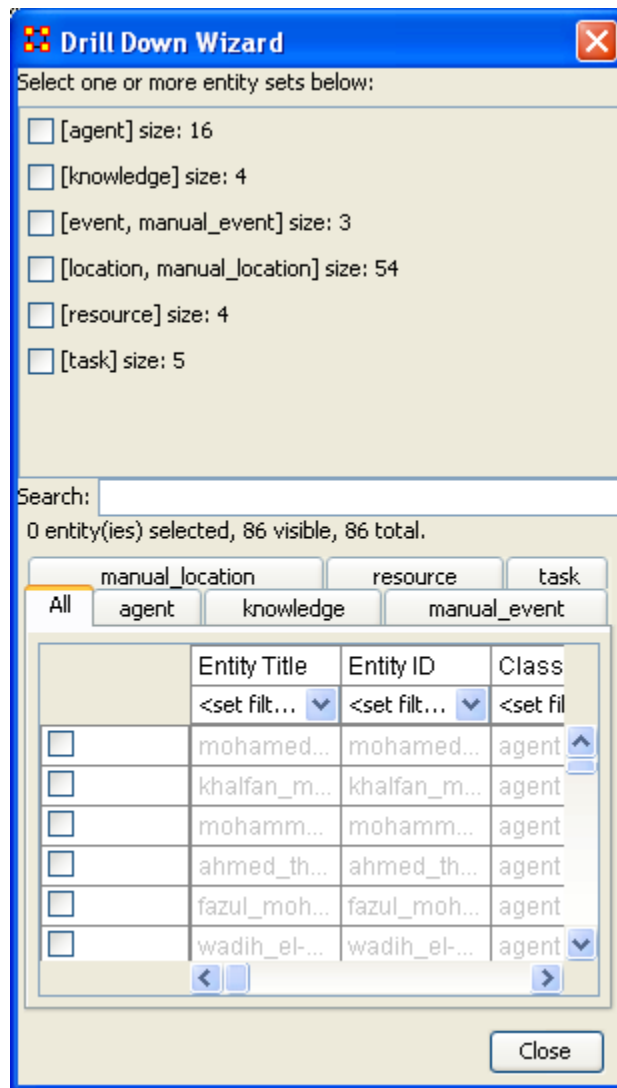 Drill Down Wizard
Select one or more entity sets below:
[agent] size: 16
[knowledge] size: 4
[event, manual_event] size: 3
[location, manual_location] size: 54
[resource] size: 4
[task] size: 5
Search:
0 entity(ies) selected, 86 visible, 86 total.
manual_location resource task
All agent knowledge manual_event
Entity Title Entity ID Class
<set filt... <set filt... <set fil
mohamed... mohamed... agent
khalfan_m... khalfan_m... agent
mohamm... mohamm... agent
ahmed_th... ahmed_th... agent
fazul_moh... fazul_moh... agent
wadih_el-... wadih_el-... agent
Close